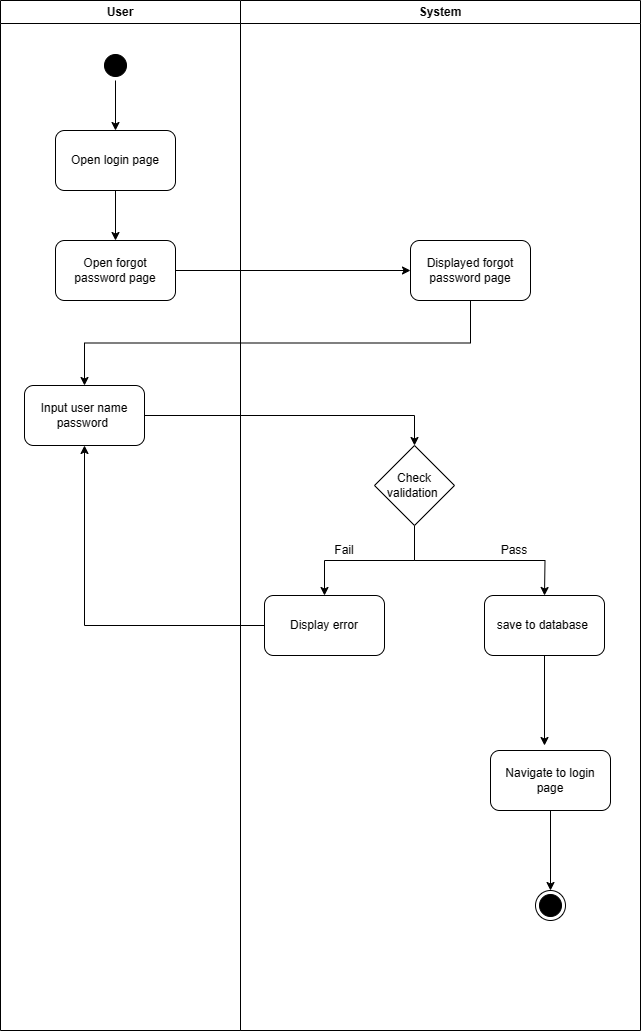 User
System
Open login page
Open forgot
password page
Displayed forgot
password page
Input user name
password
Check
validation
Fail
Pass
Display error
save to database
Navigate to login
page